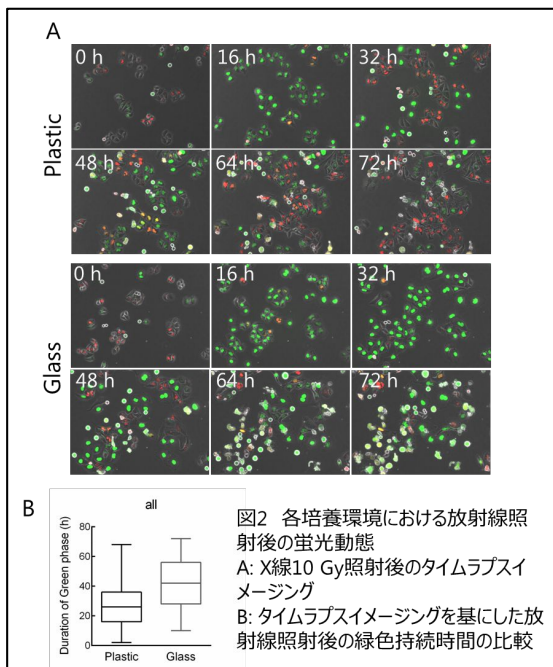 A
Plastic
0 h
16 h
32 h
48 h
64 h
72 h
Glass
0 h
16 h
32 h
48 h
64 h
72 h
B
all
Duration of Green phase (h)
80
60
40
20
0
Plastic
Glass
図2 各培養環境における放射線照
射後の蛍光動態
A: X線10 Gy照射後のタイムラプスイ
メージング
B: タイムラプスイメージングを基にした放
射線照射後の緑色持続時間の比較